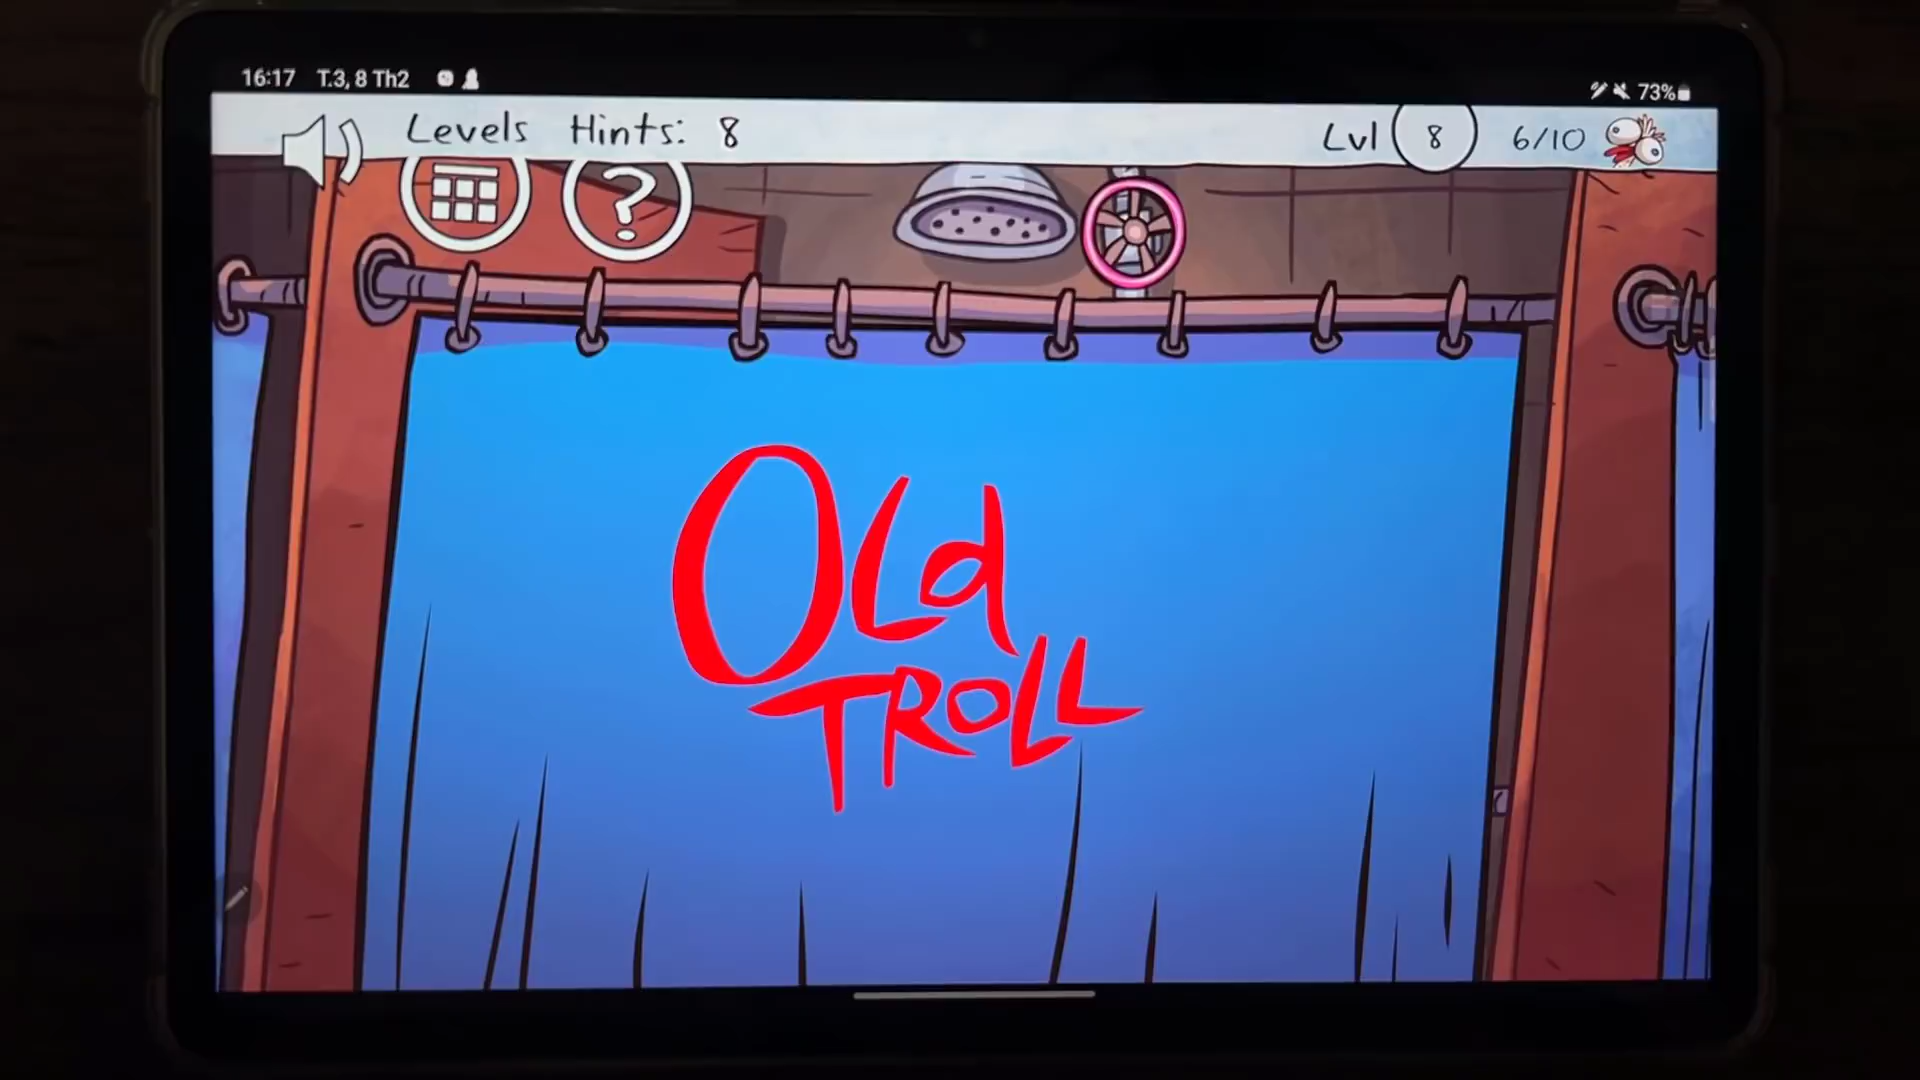 16:17 T.3, 8 Th2
73%
Levels Hints: 8
Lvl 8 6/10
?
OLd
TROLL